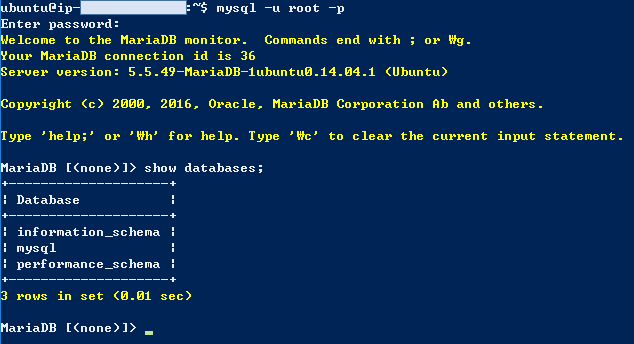 ubuntu@ip-              :~$ mysql -u root -p
Enter password:
Welcome to the MariaDB monitor.  Commands end with ; or ₩g.
Your MariaDB connection id is 36
Server version: 5.5.49-MariaDB-1ubuntu0.14.04.1 (Ubuntu)

Copyright (c) 2000, 2016, Oracle, MariaDB Corporation Ab and others.

Type 'help;' or '₩h' for help. Type '₩c' to clear the current input statement.

MariaDB [(none)]> show databases;
+--------------------+
| Database           |
+--------------------+
| information_schema |
| mysql              |
| performance_schema |
+--------------------+
3 rows in set (0.01 sec)

MariaDB [(none)]> _